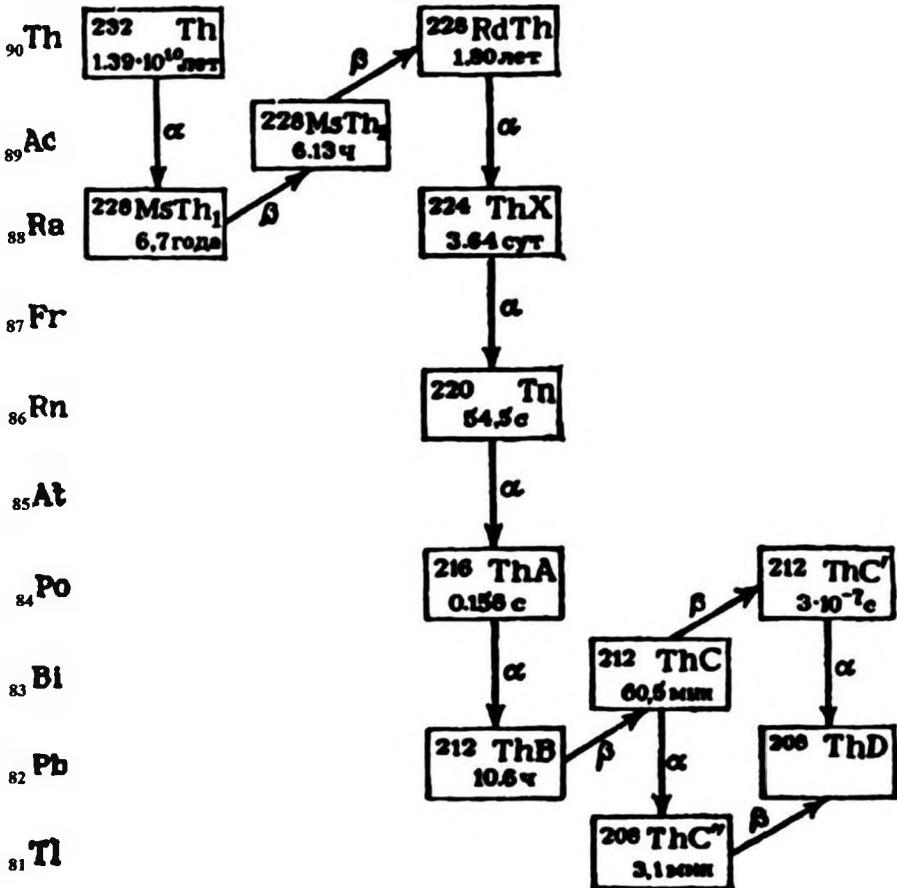 ₉₀Th
232 Th
1.39·10¹⁰ лет
α
β
228 RdTh
1,90 лет
α
₈₉Ac
228 MsTh₂
6.13 ч
β
₈₈Ra
228 MsTh₁
6,7 года
224 ThX
3.64 сут
α
₈₇Fr
₈₆Rn
220 Tn
54,5 с
α
₈₅At
₈₄Po
216 ThA
0.158 с
α
β
212 ThC′
3·10⁻⁷ с
α
₈₃Bi
212 ThC
60,5 мин
β
α
₈₂Pb
212 ThB
10.6 ч
208 ThD
β
₈₁Tl
208 ThC″
3,1 мин